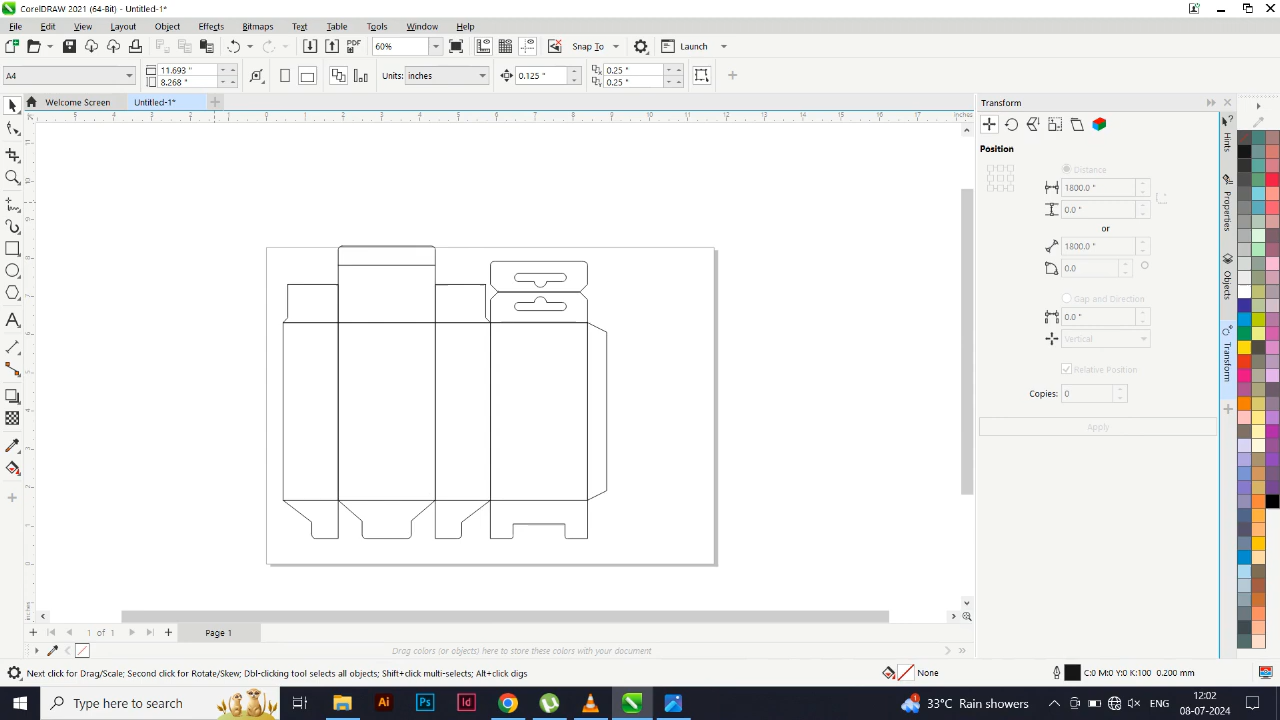 CorelDRAW 2021 (64-Bit) - Untitled-1*
File Edit View Layout Object Effects Bitmaps Text Table Tools Window Help
PDF 60% Snap To Launch
A4 11.693 " 8.268 " Units: inches 0.125 " 0.25 " 0.25 "
Welcome Screen Untitled-1*
inches
Transform
Position
Distance
1800.0 "
0.0 "
or
1800.0 "
0.0
Gap and Direction
0.0 "
Vertical
Relative Position
Copies: 0
Apply
Hints
Properties
Objects
Transform
1 of 1 Page 1
Drag colors (or objects) here to store these colors with your document
Next click for Drag/Scale; Second click for Rotate/Skew; Dbl-clicking tool selects all objects; Shift+click multi-selects; Alt+click digs None C:0 M:0 Y:0 K:100 0.200 mm
Type here to search Ai Ps Id 33°C Rain showers ENG 12:02
08-07-2024